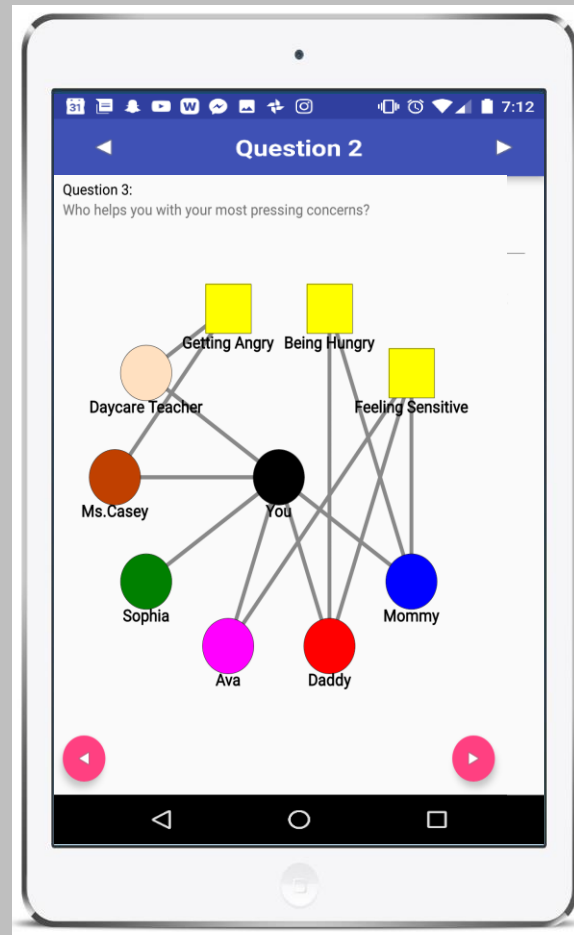 31 W 7:12
Question 2
Question 3:
Who helps you with your most pressing concerns?
Getting Angry Being Hungry
Daycare Teacher Feeling Sensitive
Ms.Casey You
Sophia Mommy
Ava Daddy